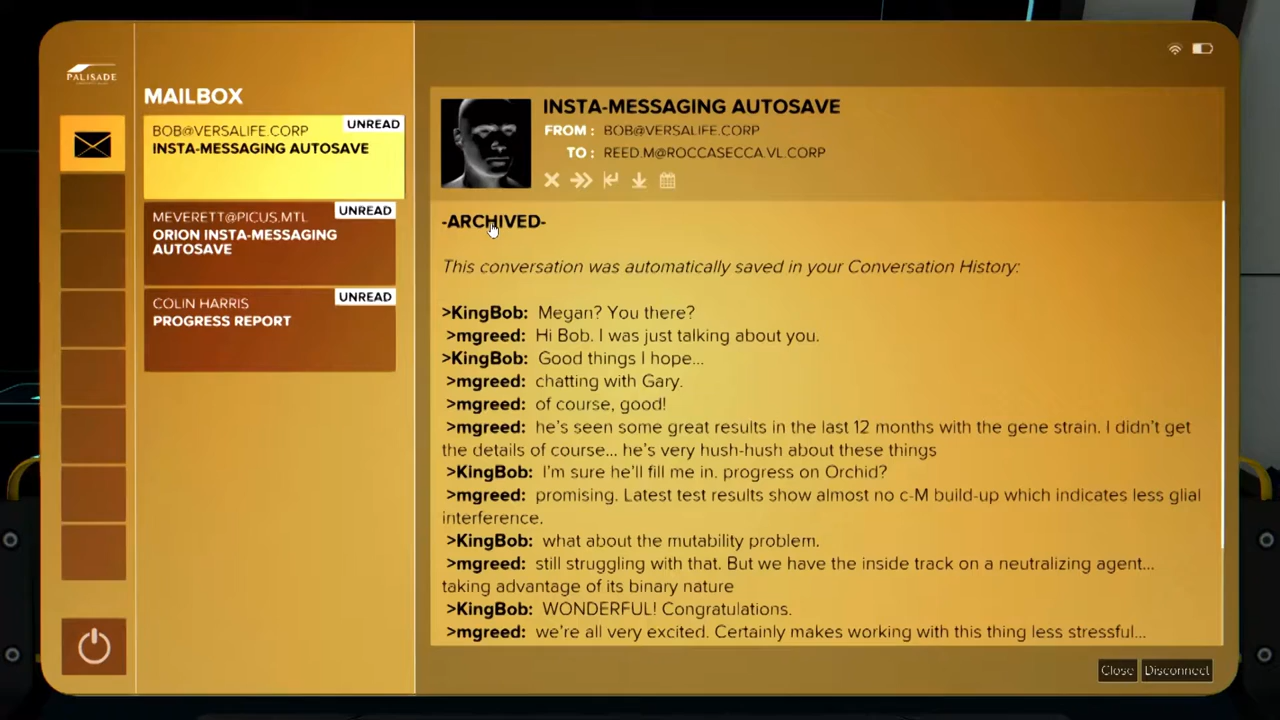 PALISADE
MAILBOX
BOB@VERSALIFE.CORP
UNREAD
INSTA-MESSAGING AUTOSAVE
MEVERETT@PICUS.MTL
UNREAD
ORION INSTA-MESSAGING
AUTOSAVE
COLIN HARRIS
UNREAD
PROGRESS REPORT
INSTA-MESSAGING AUTOSAVE
FROM : BOB@VERSALIFE.CORP
TO : REED.M@ROCCASECCA.VL.CORP
-ARCHIVED-
This conversation was automatically saved in your Conversation History:
>KingBob: Megan? You there?
>mgreed: Hi Bob. I was just talking about you.
>KingBob: Good things I hope...
>mgreed: chatting with Gary.
>mgreed: of course, good!
>mgreed: he's seen some great results in the last 12 months with the gene strain. I didn't get
the details of course... he's very hush-hush about these things
>KingBob: I'm sure he'll fill me in. progress on Orchid?
>mgreed: promising. Latest test results show almost no c-M build-up which indicates less glial
interference.
>KingBob: what about the mutability problem.
>mgreed: still struggling with that. But we have the inside track on a neutralizing agent...
taking advantage of its binary nature
>KingBob: WONDERFUL! Congratulations.
>mgreed: we're all very excited. Certainly makes working with this thing less stressful...
Close
Disconnect